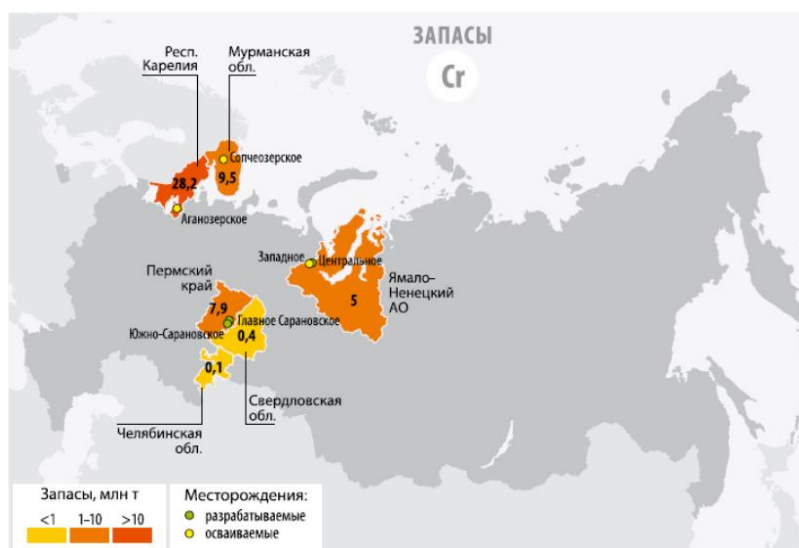 ЗАПАСЫ
Cr
Респ.
Карелия
Мурманская
обл.
Сопчеозерское
28,2
9,5
Аганозерское
Западное
Центральное
Пермский
край
Ямало-
Ненецкий
АО
5
7,9
Главное Сарановское
Южно-Сарановское
0,4
0,1
Свердловская
обл.
Челябинская
обл.
Запасы, млн т
<1
1–10
>10
Месторождения:
разрабатываемые
осваиваемые